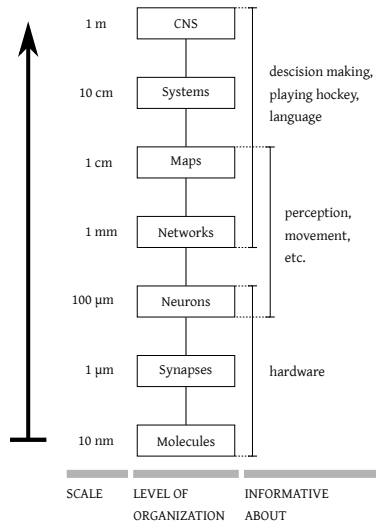 1 m
CNS
descision making,
playing hockey,
language
10 cm
Systems
1 cm
Maps
perception,
movement,
etc.
1 mm
Networks
100 μm
Neurons
1 μm
Synapses
hardware
10 nm
Molecules
SCALE
LEVEL OF
ORGANIZATION
INFORMATIVE
ABOUT